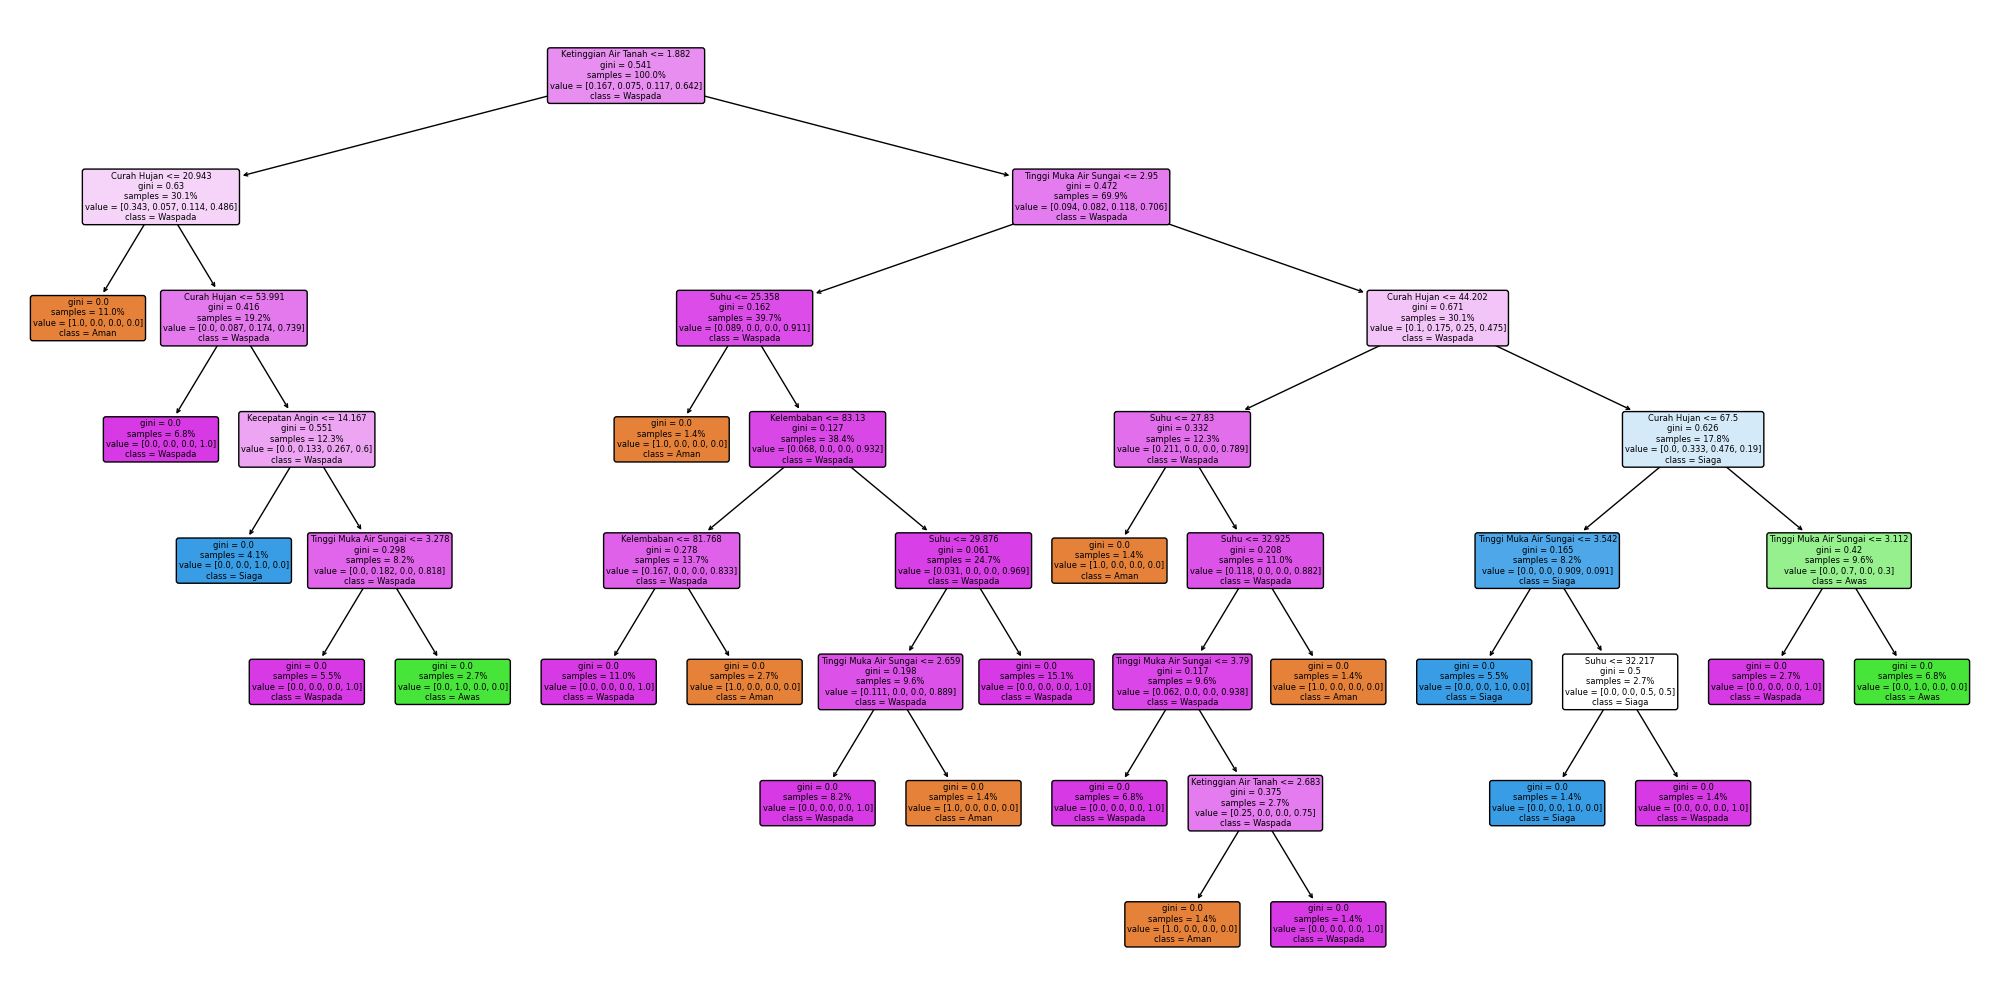 Ketinggian Air Tanah <= 1.882
gini = 0.541
samples = 100.0%
value = [0.167, 0.075, 0.117, 0.642]
class = Waspada
Curah Hujan <= 20.943
gini = 0.63
samples = 30.1%
value = [0.343, 0.057, 0.114, 0.486]
class = Waspada
Tinggi Muka Air Sungai <= 2.95
gini = 0.472
samples = 69.9%
value = [0.094, 0.082, 0.118, 0.706]
class = Waspada
gini = 0.0
samples = 11.0%
value = [1.0, 0.0, 0.0, 0.0]
class = Aman
Curah Hujan <= 53.991
gini = 0.416
samples = 19.2%
value = [0.0, 0.087, 0.174, 0.739]
class = Waspada
Suhu <= 25.358
gini = 0.162
samples = 39.7%
value = [0.089, 0.0, 0.0, 0.911]
class = Waspada
Curah Hujan <= 44.202
gini = 0.671
samples = 30.1%
value = [0.1, 0.175, 0.25, 0.475]
class = Waspada
gini = 0.0
samples = 6.8%
value = [0.0, 0.0, 0.0, 1.0]
class = Waspada
Kecepatan Angin <= 14.167
gini = 0.551
samples = 12.3%
value = [0.0, 0.133, 0.267, 0.6]
class = Waspada
gini = 0.0
samples = 1.4%
value = [1.0, 0.0, 0.0, 0.0]
class = Aman
Kelembaban <= 83.13
gini = 0.127
samples = 38.4%
value = [0.068, 0.0, 0.0, 0.932]
class = Waspada
Suhu <= 27.83
gini = 0.332
samples = 12.3%
value = [0.211, 0.0, 0.0, 0.789]
class = Waspada
Curah Hujan <= 67.5
gini = 0.626
samples = 17.8%
value = [0.0, 0.333, 0.476, 0.19]
class = Siaga
gini = 0.0
samples = 4.1%
value = [0.0, 0.0, 1.0, 0.0]
class = Siaga
Tinggi Muka Air Sungai <= 3.278
gini = 0.298
samples = 8.2%
value = [0.0, 0.182, 0.0, 0.818]
class = Waspada
Kelembaban <= 81.768
gini = 0.278
samples = 13.7%
value = [0.167, 0.0, 0.0, 0.833]
class = Waspada
Suhu <= 29.876
gini = 0.061
samples = 24.7%
value = [0.031, 0.0, 0.0, 0.969]
class = Waspada
gini = 0.0
samples = 1.4%
value = [1.0, 0.0, 0.0, 0.0]
class = Aman
Suhu <= 32.925
gini = 0.208
samples = 11.0%
value = [0.118, 0.0, 0.0, 0.882]
class = Waspada
Tinggi Muka Air Sungai <= 3.542
gini = 0.165
samples = 8.2%
value = [0.0, 0.0, 0.909, 0.091]
class = Siaga
Tinggi Muka Air Sungai <= 3.112
gini = 0.42
samples = 9.6%
value = [0.0, 0.7, 0.0, 0.3]
class = Awas
gini = 0.0
samples = 5.5%
value = [0.0, 0.0, 0.0, 1.0]
class = Waspada
gini = 0.0
samples = 2.7%
value = [0.0, 1.0, 0.0, 0.0]
class = Awas
gini = 0.0
samples = 11.0%
value = [0.0, 0.0, 0.0, 1.0]
class = Waspada
gini = 0.0
samples = 2.7%
value = [1.0, 0.0, 0.0, 0.0]
class = Aman
Tinggi Muka Air Sungai <= 2.659
gini = 0.198
samples = 9.6%
value = [0.111, 0.0, 0.0, 0.889]
class = Waspada
gini = 0.0
samples = 15.1%
value = [0.0, 0.0, 0.0, 1.0]
class = Waspada
Tinggi Muka Air Sungai <= 3.79
gini = 0.117
samples = 9.6%
value = [0.062, 0.0, 0.0, 0.938]
class = Waspada
gini = 0.0
samples = 1.4%
value = [1.0, 0.0, 0.0, 0.0]
class = Aman
gini = 0.0
samples = 5.5%
value = [0.0, 0.0, 1.0, 0.0]
class = Siaga
Suhu <= 32.217
gini = 0.5
samples = 2.7%
value = [0.0, 0.0, 0.5, 0.5]
class = Siaga
gini = 0.0
samples = 2.7%
value = [0.0, 0.0, 0.0, 1.0]
class = Waspada
gini = 0.0
samples = 6.8%
value = [0.0, 1.0, 0.0, 0.0]
class = Awas
gini = 0.0
samples = 8.2%
value = [0.0, 0.0, 0.0, 1.0]
class = Waspada
gini = 0.0
samples = 1.4%
value = [1.0, 0.0, 0.0, 0.0]
class = Aman
gini = 0.0
samples = 6.8%
value = [0.0, 0.0, 0.0, 1.0]
class = Waspada
Ketinggian Air Tanah <= 2.683
gini = 0.375
samples = 2.7%
value = [0.25, 0.0, 0.0, 0.75]
class = Waspada
gini = 0.0
samples = 1.4%
value = [0.0, 0.0, 1.0, 0.0]
class = Siaga
gini = 0.0
samples = 1.4%
value = [0.0, 0.0, 0.0, 1.0]
class = Waspada
gini = 0.0
samples = 1.4%
value = [1.0, 0.0, 0.0, 0.0]
class = Aman
gini = 0.0
samples = 1.4%
value = [0.0, 0.0, 0.0, 1.0]
class = Waspada